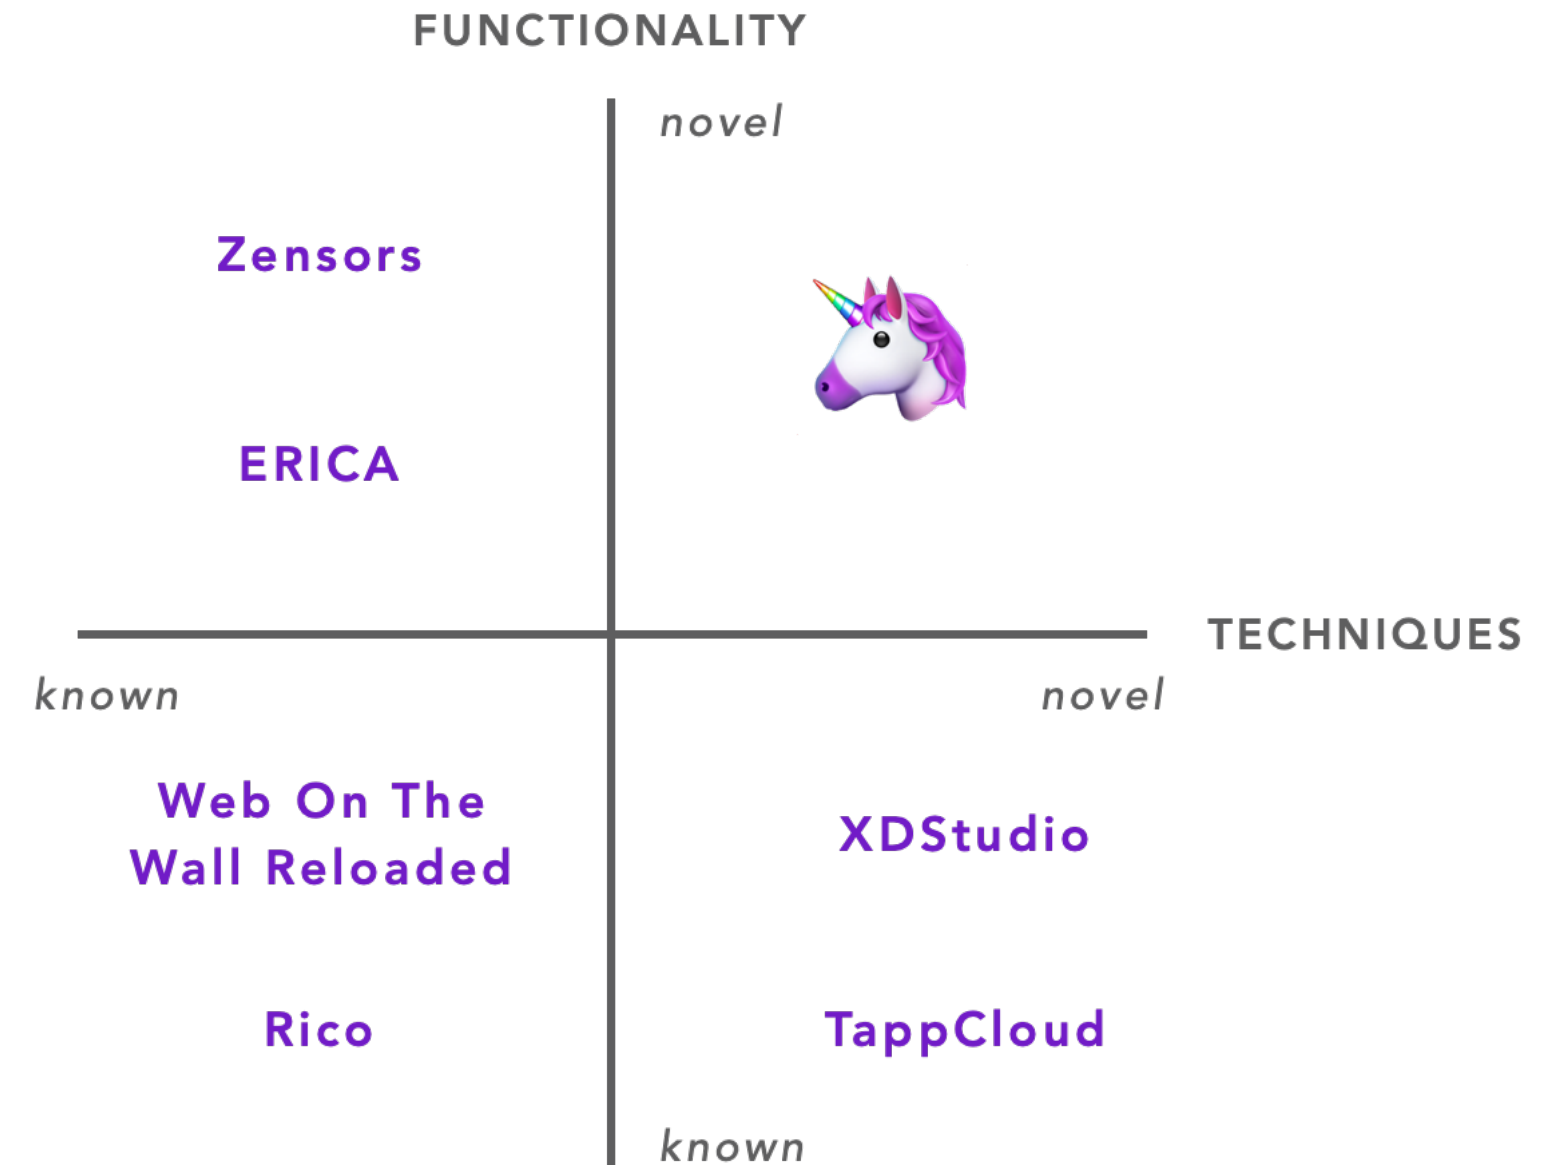 FUNCTIONALITY
novel
Zensors
ERICA
TECHNIQUES
known
novel
Web On The
Wall Reloaded
XDStudio
Rico
TappCloud
known